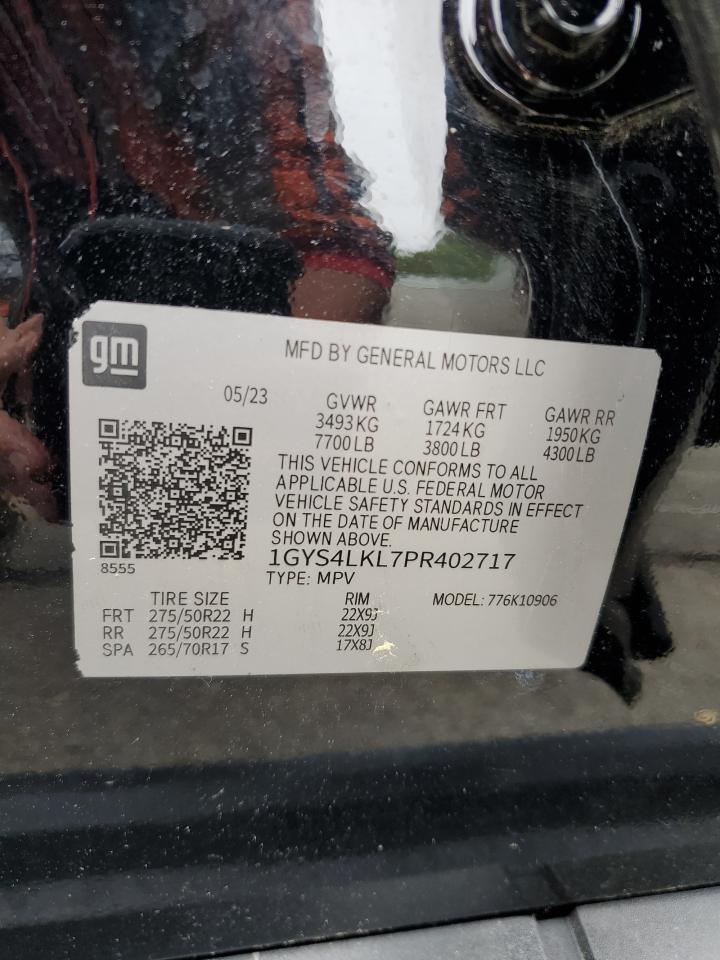 gm
MFD BY GENERAL MOTORS LLC
05/23
GVWR GAWR FRT GAWR RR
3493KG 1724KG 1950KG
7700LB 3800LB 4300LB
THIS VEHICLE CONFORMS TO ALL
APPLICABLE U.S. FEDERAL MOTOR
VEHICLE SAFETY STANDARDS IN EFFECT
ON THE DATE OF MANUFACTURE
SHOWN ABOVE.
8555
1GYS4LKL7PR402717
TYPE: MPV
TIRE SIZE RIM MODEL: 776K10906
FRT 275/50R22 H 22X9J
RR 275/50R22 H 22X9J
SPA 265/70R17 S 17X8J